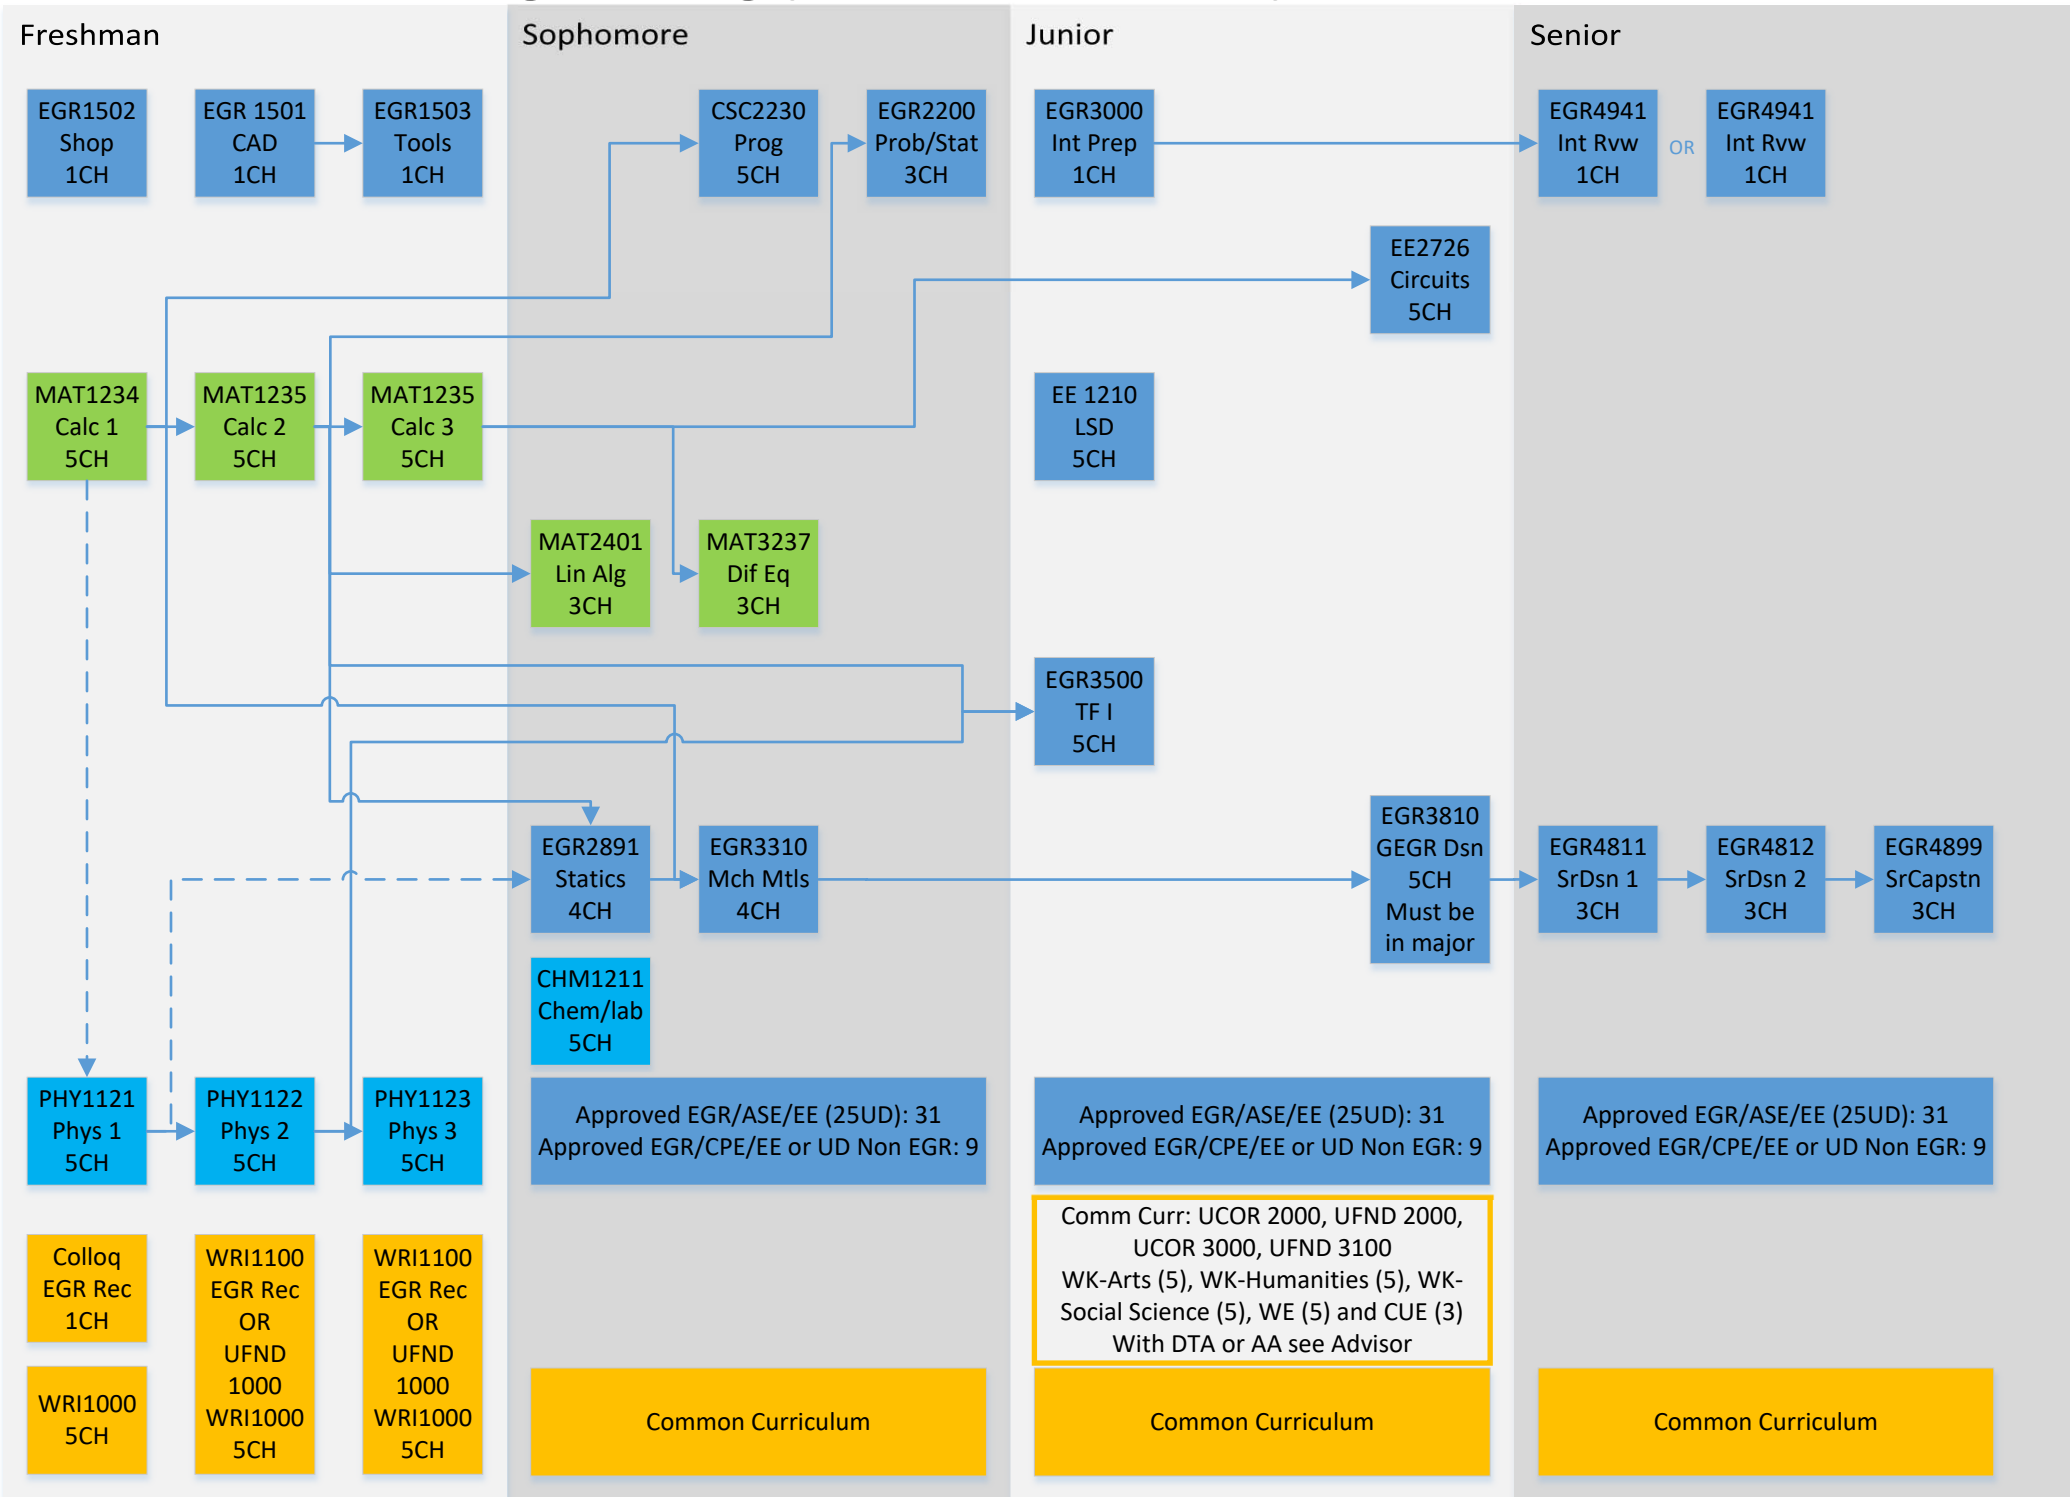 Freshman
Sophomore
Junior
Senior
EGR1502
Shop
1CH
EGR 1501
CAD
1CH
EGR1503
Tools
1CH
CSC2230
Prog
5CH
EGR2200
Prob/Stat
3CH
EGR3000
Int Prep
1CH
EGR4941
Int Rvw
1CH
OR
EGR4941
Int Rvw
1CH
EE2726
Circuits
5CH
MAT1234
Calc 1
5CH
MAT1235
Calc 2
5CH
MAT1235
Calc 3
5CH
EE 1210
LSD
5CH
MAT2401
Lin Alg
3CH
MAT3237
Dif Eq
3CH
EGR3500
TF I
5CH
EGR2891
Statics
4CH
EGR3310
Mch Mtls
4CH
EGR3810
GEGR Dsn
5CH
Must be
in major
EGR4811
SrDsn 1
3CH
EGR4812
SrDsn 2
3CH
EGR4899
SrCapstn
3CH
CHM1211
Chem/lab
5CH
PHY1121
Phys 1
5CH
PHY1122
Phys 2
5CH
PHY1123
Phys 3
5CH
Approved EGR/ASE/EE (25UD): 31
Approved EGR/CPE/EE or UD Non EGR: 9
Approved EGR/ASE/EE (25UD): 31
Approved EGR/CPE/EE or UD Non EGR: 9
Approved EGR/ASE/EE (25UD): 31
Approved EGR/CPE/EE or UD Non EGR: 9
Colloq
EGR Rec
1CH
WRI1000
5CH
WRI1100
EGR Rec
OR
UFND
1000
WRI1000
5CH
WRI1100
EGR Rec
OR
UFND
1000
WRI1000
5CH
Comm Curr: UCOR 2000, UFND 2000,
UCOR 3000, UFND 3100
WK-Arts (5), WK-Humanities (5), WK-
Social Science (5), WE (5) and CUE (3)
With DTA or AA see Advisor
Common Curriculum
Common Curriculum
Common Curriculum